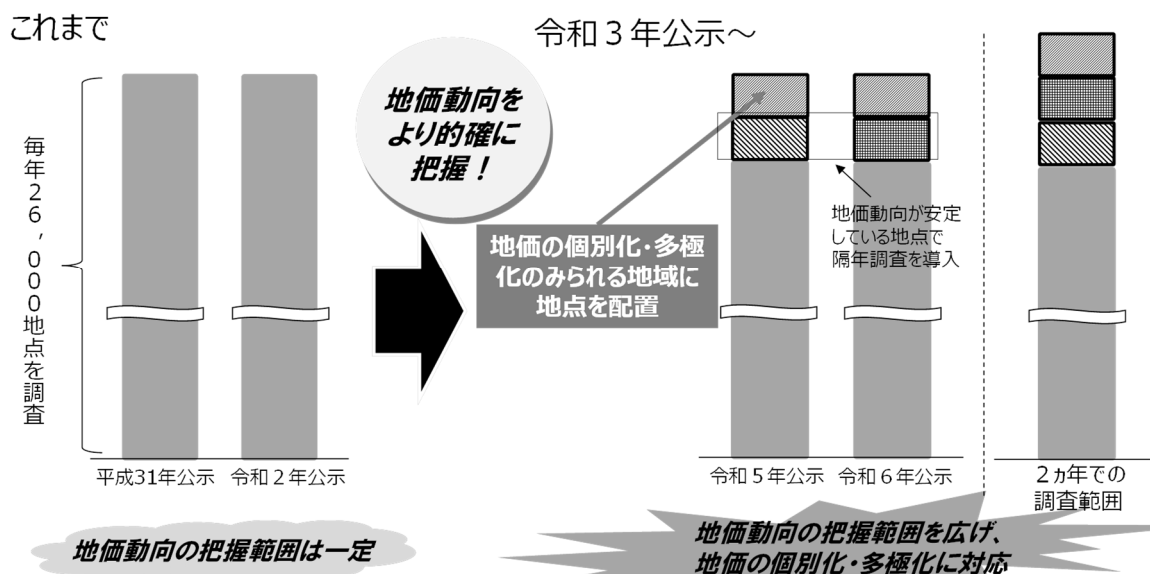 これまで
令和３年公示～
毎年２６，０００地点を調査
地価動向を
より的確に
把握！
地価の個別化・多極
化のみられる地域に
地点を配置
地価動向が安定
している地点で
隔年調査を導入
平成31年公示
令和２年公示
令和５年公示
令和６年公示
２ヵ年での
調査範囲
地価動向の把握範囲は一定
地価動向の把握範囲を広げ、
地価の個別化・多極化に対応